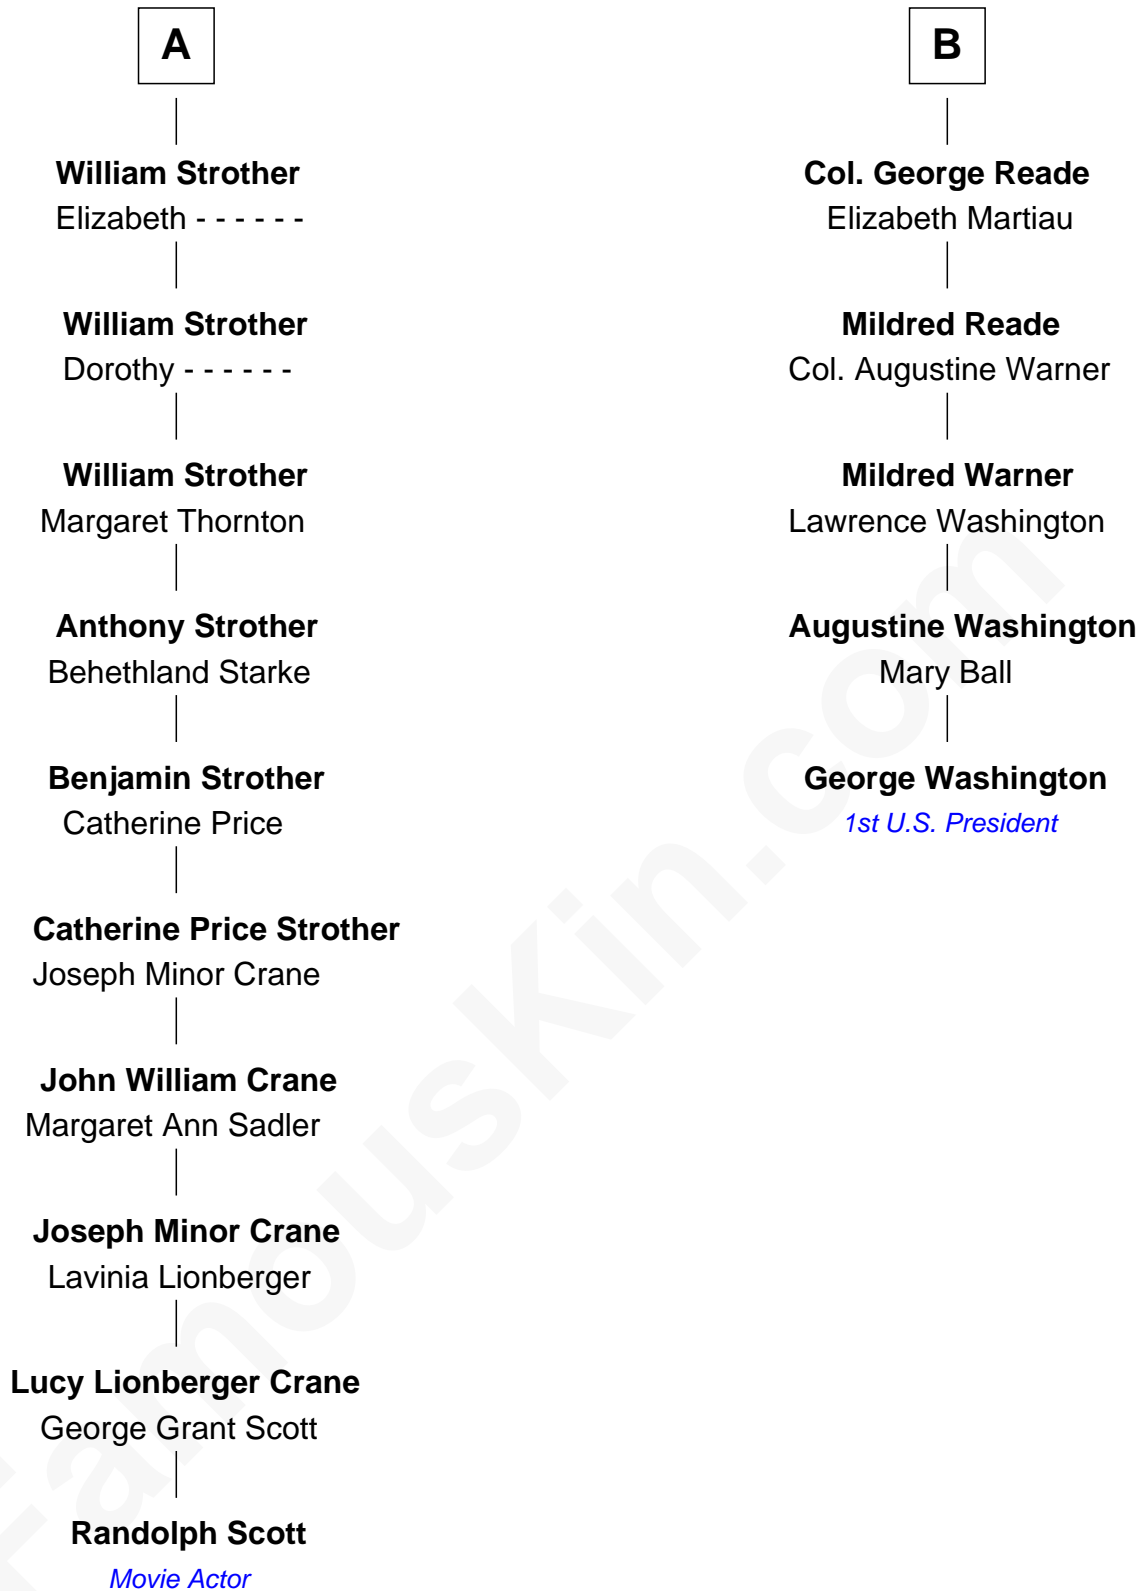 A
William Strother
Elizabeth - - - - - -
William Strother
Dorothy - - - - - -
William Strother
Margaret Thornton
Anthony Strother
Behethland Starke
Benjamin Strother
Catherine Price
Catherine Price Strother
Joseph Minor Crane
John William Crane
Margaret Ann Sadler
Joseph Minor Crane
Lavinia Lionberger
Lucy Lionberger Crane
George Grant Scott
Randolph Scott
Movie Actor
B
Col. George Reade
Elizabeth Martiau
Mildred Reade
Col. Augustine Warner
Mildred Warner
Lawrence Washington
Augustine Washington
Mary Ball
George Washington
1st U.S. President
FamousKin.com